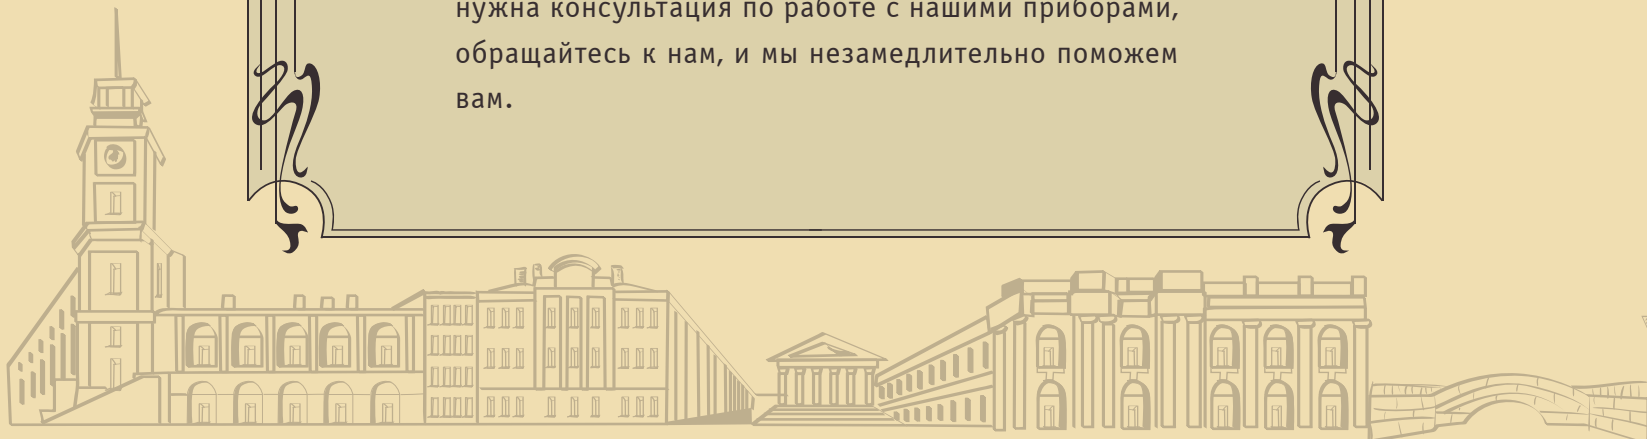 нужна консультация по работе с нашими приборами,
обращайтесь к нам, и мы незамедлительно поможем
вам.